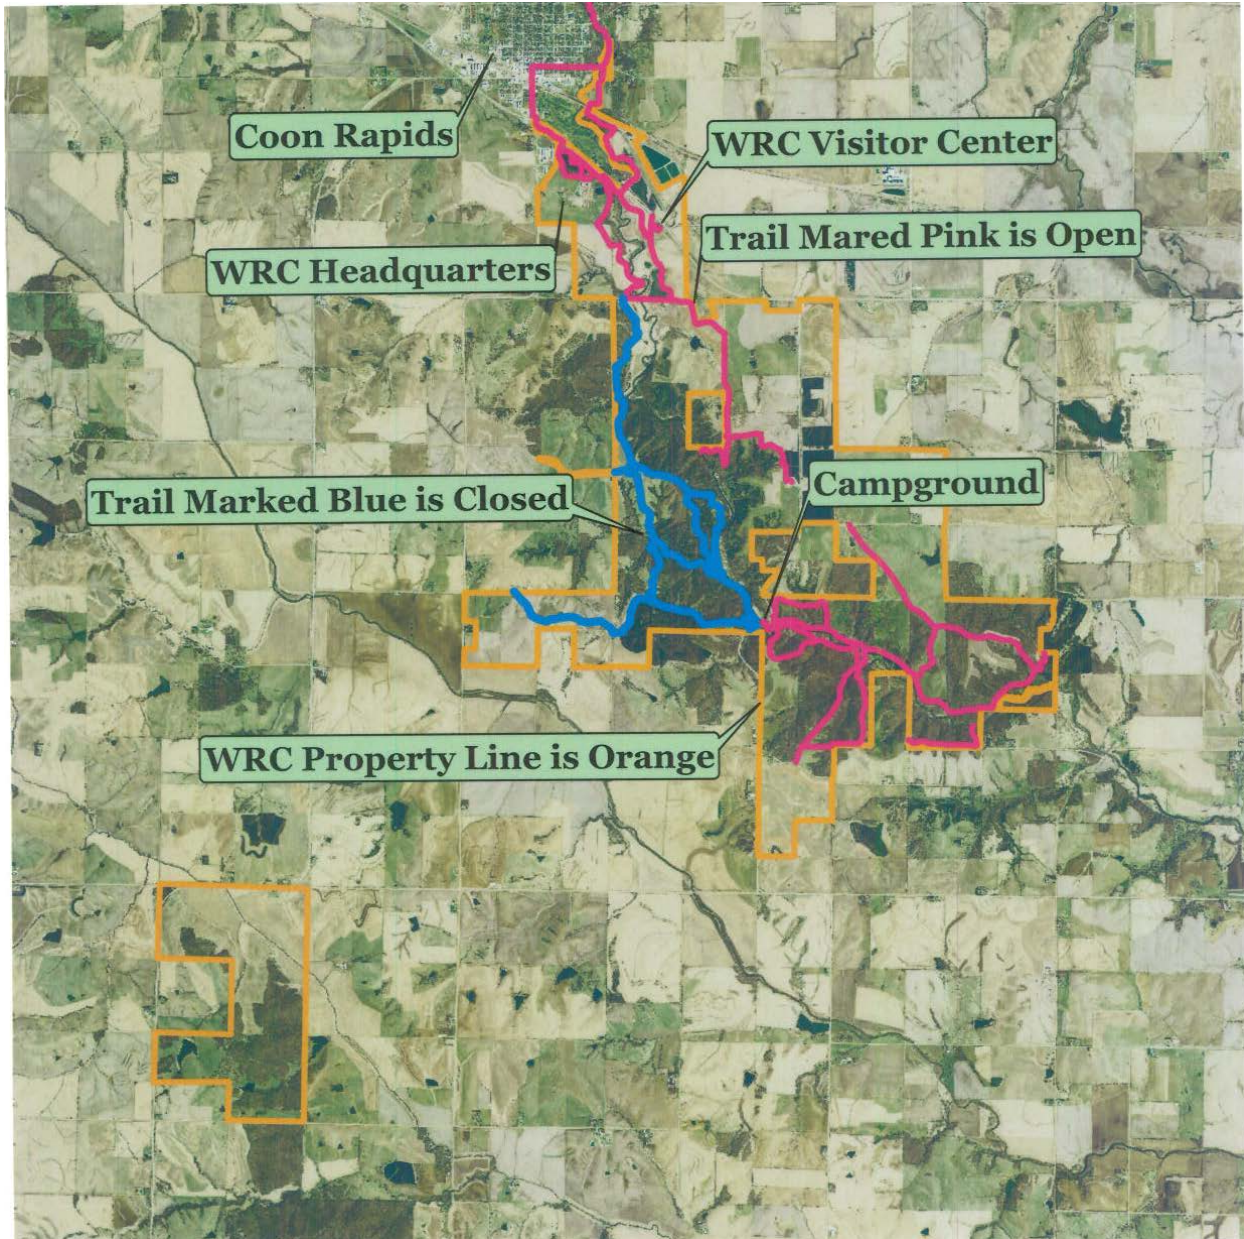 Coon Rapids
WRC Visitor Center
Trail Mared Pink is Open
WRC Headquarters
Trail Marked Blue is Closed
Campground
WRC Property Line is Orange